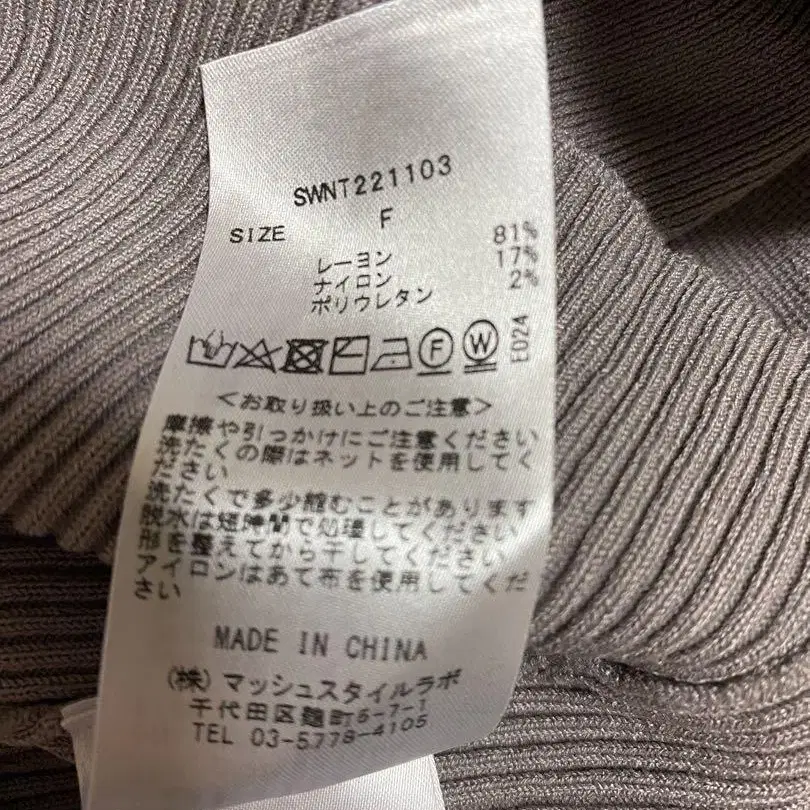 SWNT221103
SIZE F
レーヨン 81%
ナイロン 17%
ポリウレタン 2%
F W E024
<お取り扱い上のご注意>
摩擦や引っかけにご注意ください
洗たくの際はネットを使用してく
ださい
洗たくで多少縮むことがあります
脱水は短時間で処理してください
形を整えてから干してください
アイロンはあて布を使用してくだ
さい
MADE IN CHINA
(株)マッシュスタイルラボ
千代田区麹町5-7-1
TEL 03-5778-4105